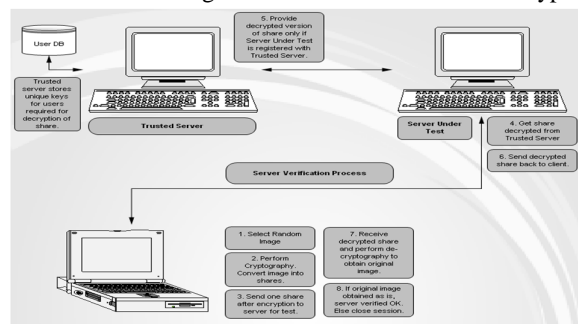 User DB
Trusted
server stores
unique keys
for users
required for
decryption of
share.
Trusted Server
5. Provide
decrypted version
of share only if
Server Under Test
is registered with
Trusted Server.
Server Under
Test
4. Get share
decrypted from
Trusted Server
6. Send decrypted
share back to client.
Server Verification Process
1. Select Random
Image
2. Perform
Cryptography.
Convert image into
shares.
3. Send one share
after encryption to
server for test.
7. Receive
decrypted share
and perform de-
cryptography to
obtain original
image.
8. If original image
obtained as is,
server verified OK.
Else close session.